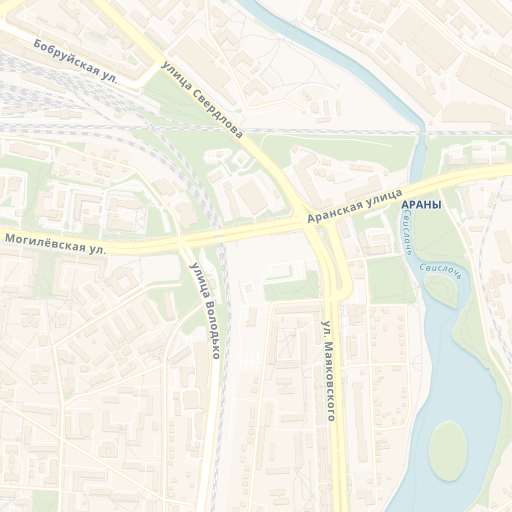 Бобруйская ул.
улица Свердлова
Аранская улица
АРАНЫ
Свислочь
Могилёвская ул.
Свислочь
улица Володько
ул. Маяковского